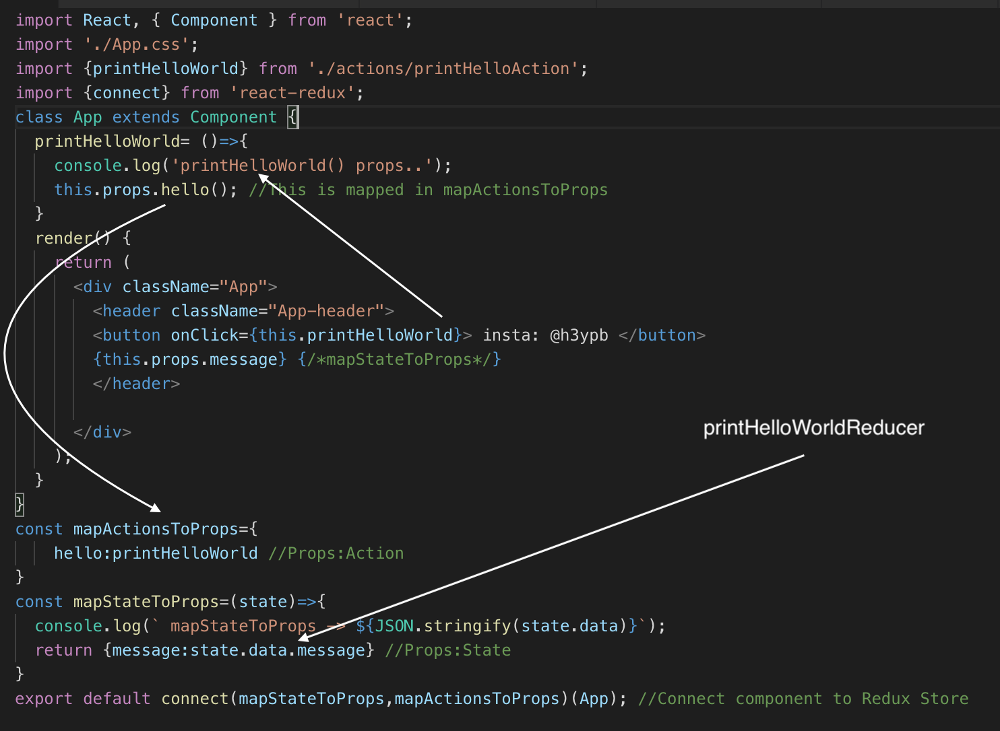 import React, { Component } from 'react';
import './App.css';
import {printHelloWorld} from './actions/printHelloAction';
import {connect} from 'react-redux';
class App extends Component {
  printHelloWorld= ()=>{
    console.log('printHelloWorld() props..');
    this.props.hello(); //This is mapped in mapActionsToProps
  }
  render() {
    return (
      <div className="App">
        <header className="App-header">
        <button onClick={this.printHelloWorld}> insta: @h3ypb </button>
        {this.props.message} {/*mapStateToProps*/}
        </header>

      </div>
printHelloWorldReducer
    );
  }
}
const mapActionsToProps={
    hello:printHelloWorld //Props:Action
}
const mapStateToProps=(state)=>{
  console.log(` mapStateToProps -> ${JSON.stringify(state.data)}`);
  return {message:state.data.message} //Props:State
}
export default connect(mapStateToProps,mapActionsToProps)(App); //Connect component to Redux Store